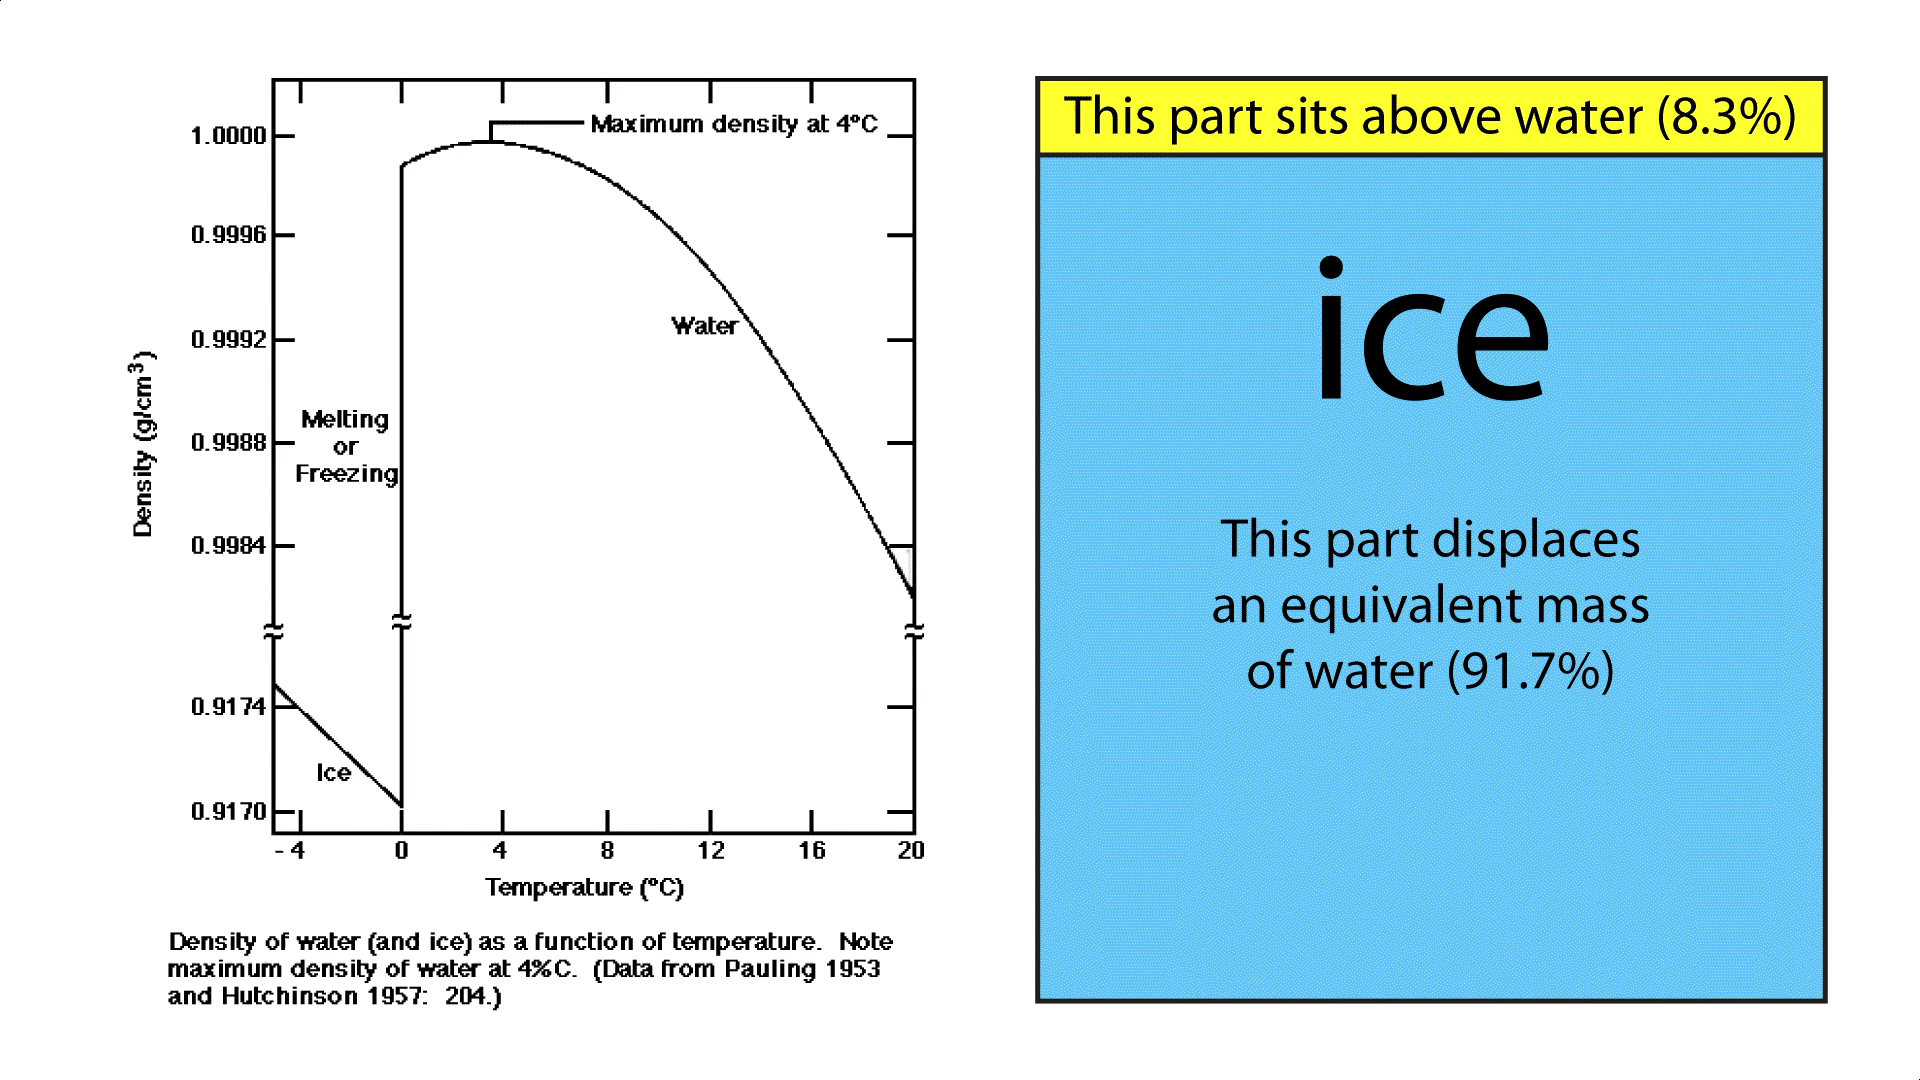 Maximum density at 4°C
1.0000
0.9996
0.9992
0.9988
0.9984
0.9174
0.9170
Density (g/cm³)
Water
Melting
or
Freezing
Ice
- 4 0 4 8 12 16 20
Temperature (°C)
Density of water (and ice) as a function of temperature. Note
maximum density of water at 4%C. (Data from Pauling 1953
and Hutchinson 1957: 204.)
This part sits above water (8.3%)
ice
This part displaces
an equivalent mass
of water (91.7%)